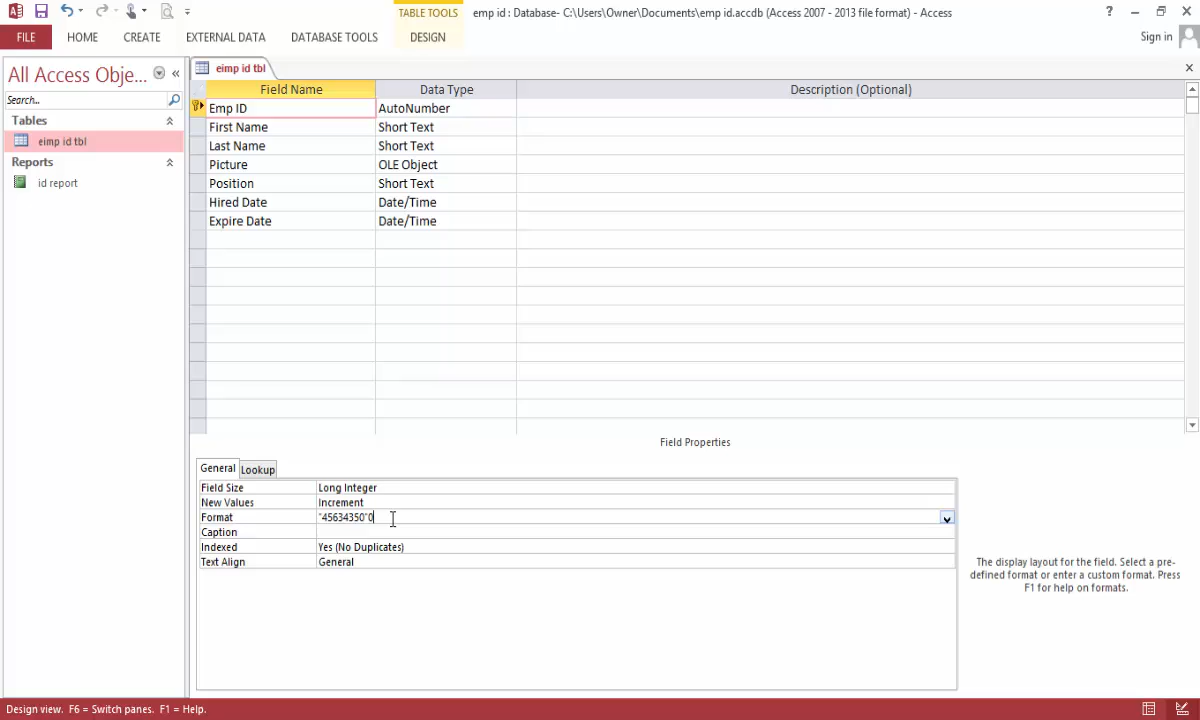 TABLE TOOLS
emp id : Database- C:\Users\Owner\Documents\emp id.accdb (Access 2007 - 2013 file format) - Access
?
FILE HOME CREATE EXTERNAL DATA DATABASE TOOLS DESIGN
Sign in
All Access Obje...
Search...
Tables
eimp id tbl
Reports
id report
eimp id tbl
Field Name Data Type Description (Optional)
Emp ID AutoNumber
First Name Short Text
Last Name Short Text
Picture OLE Object
Position Short Text
Hired Date Date/Time
Expire Date Date/Time
Field Properties
General Lookup
Field Size Long Integer
New Values Increment
Format "45634350"0
Caption
Indexed Yes (No Duplicates)
Text Align General
The display layout for the field. Select a pre-
defined format or enter a custom format. Press
F1 for help on formats.
Design view. F6 = Switch panes. F1 = Help.